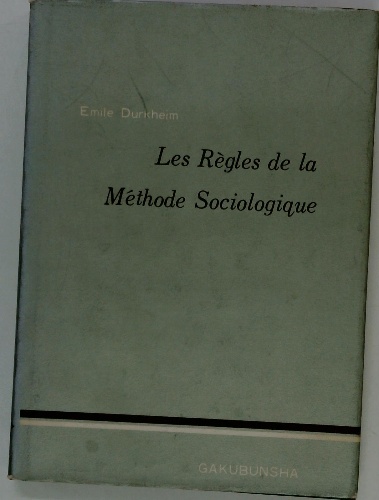 Emile Durkheim
Les Règles de la
Méthode Sociologique
GAKUBUNSHA